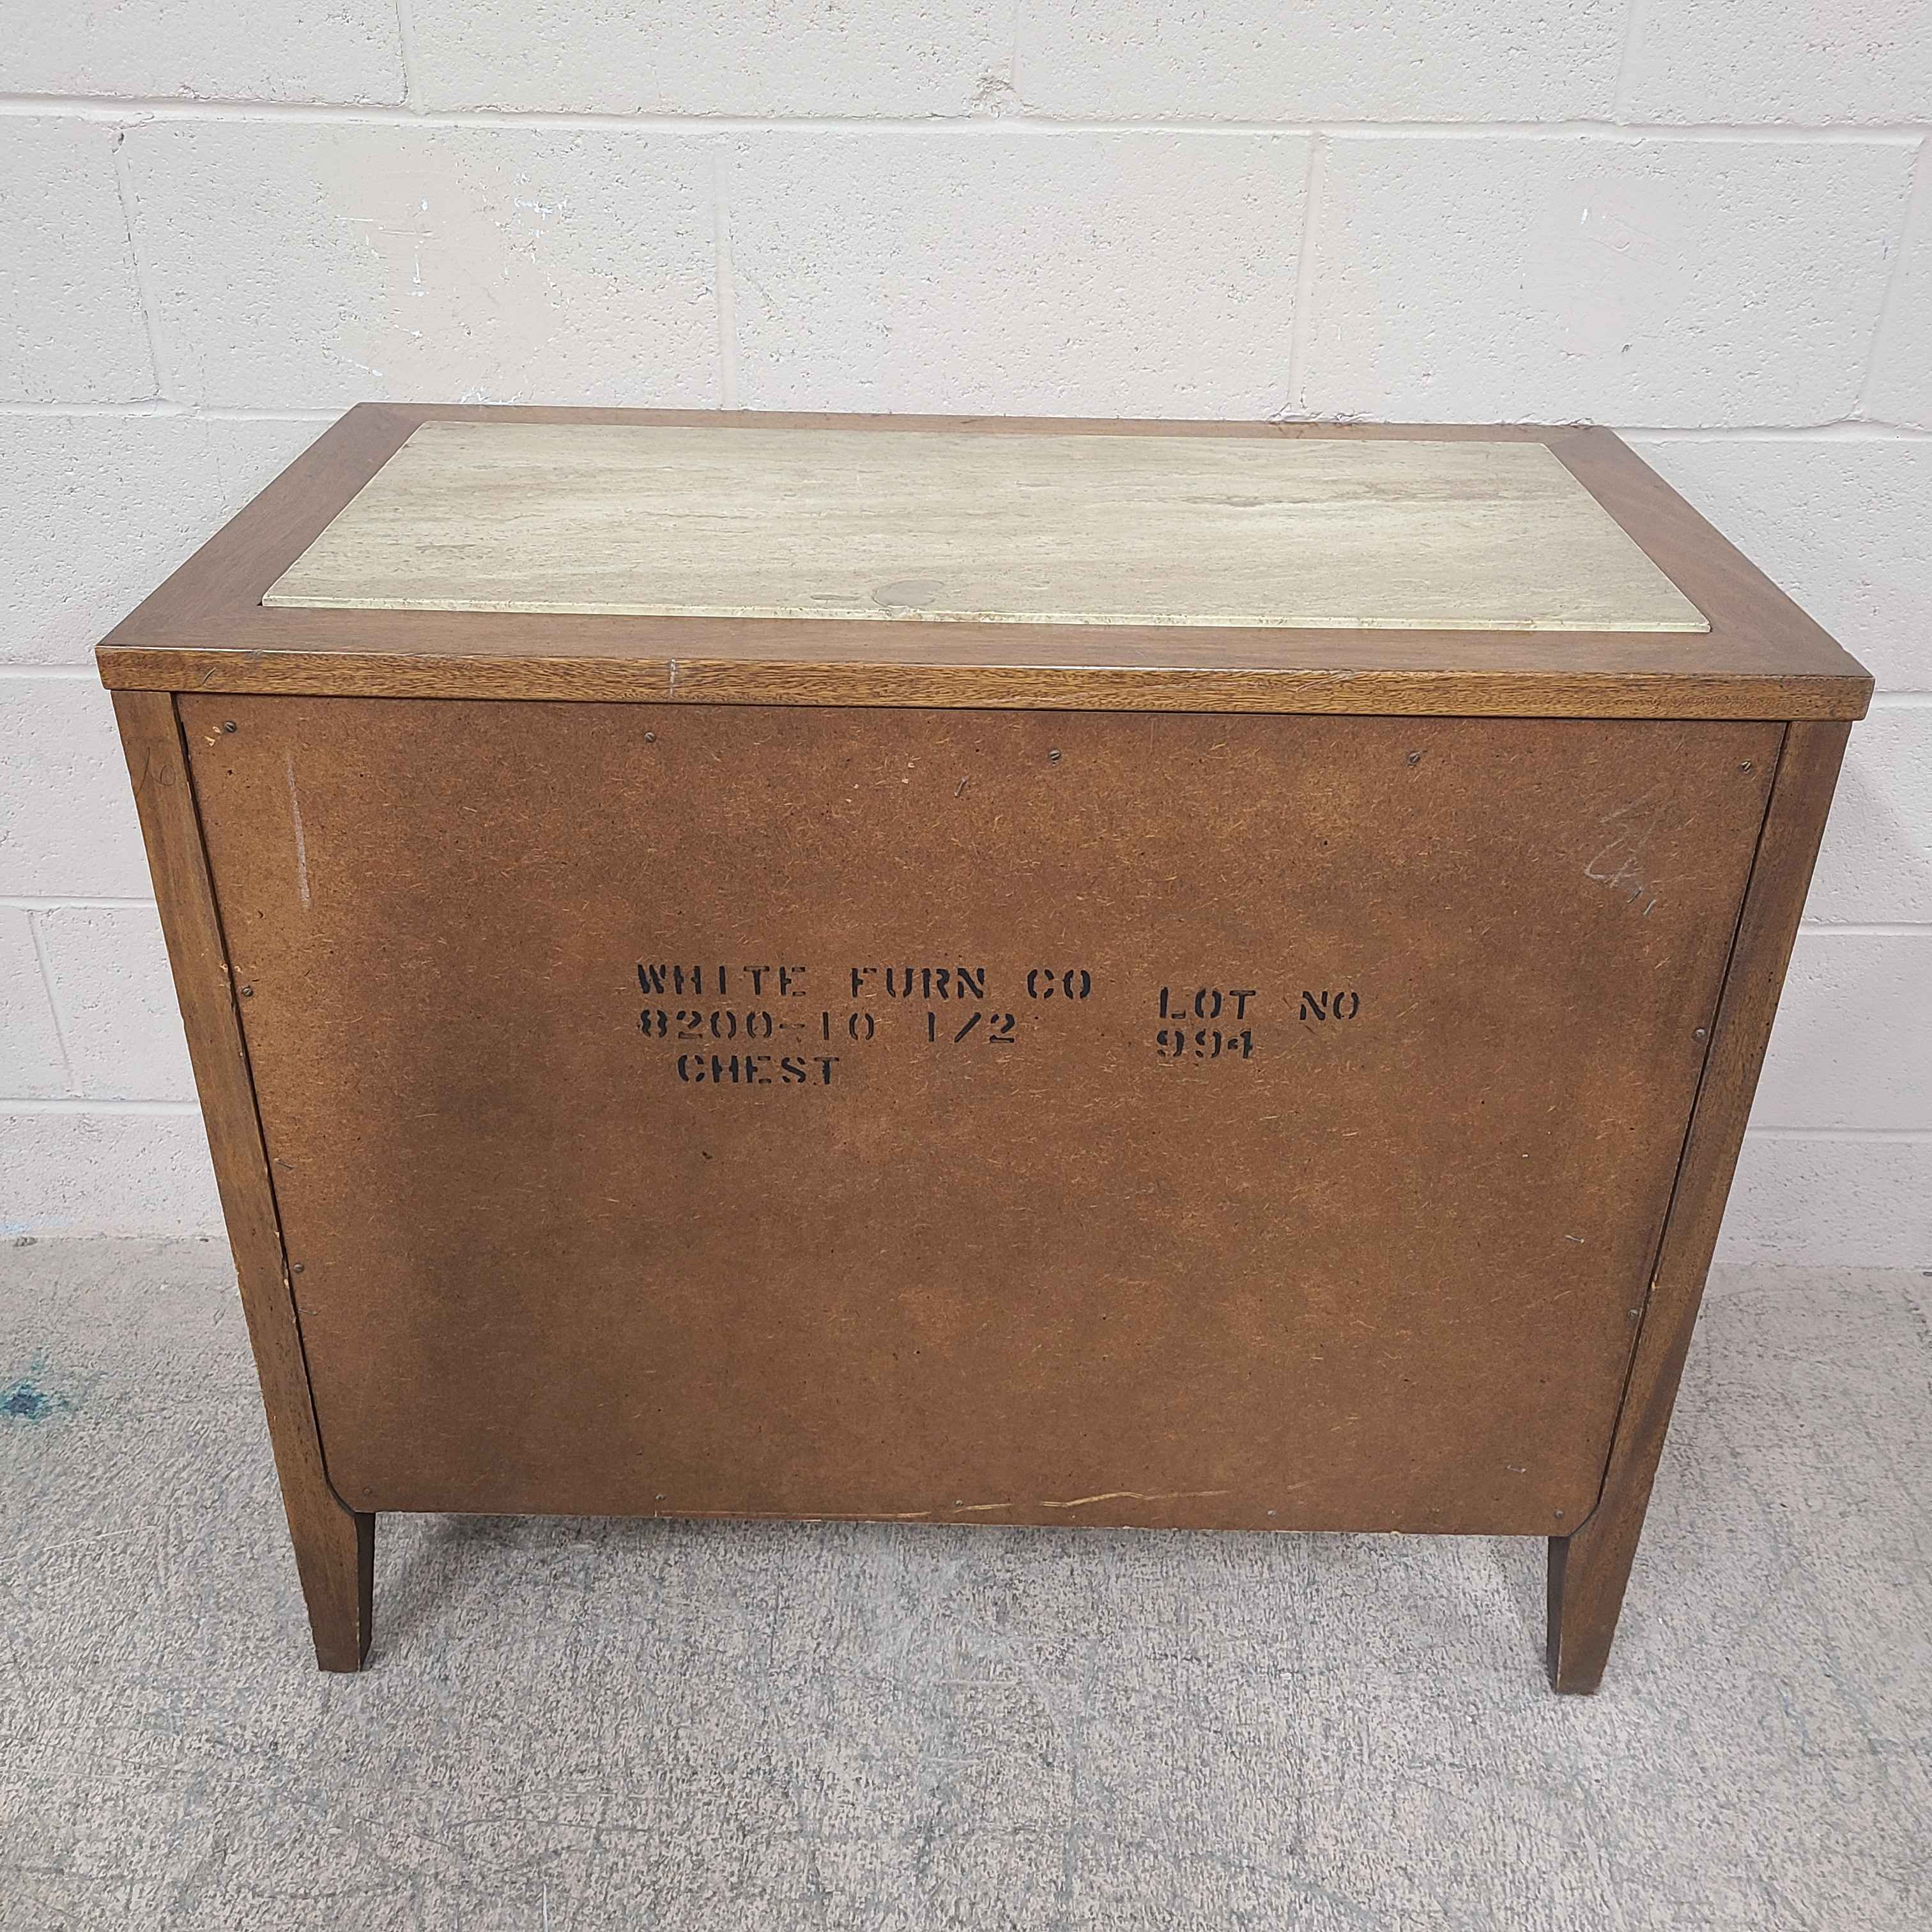 WHITE FURN CO
8200-10 1/2
CHEST
LOT NO
994